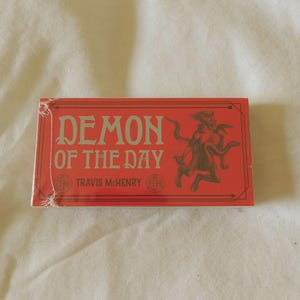 DEMON
OF THE DAY
TRAVIS McHENRY